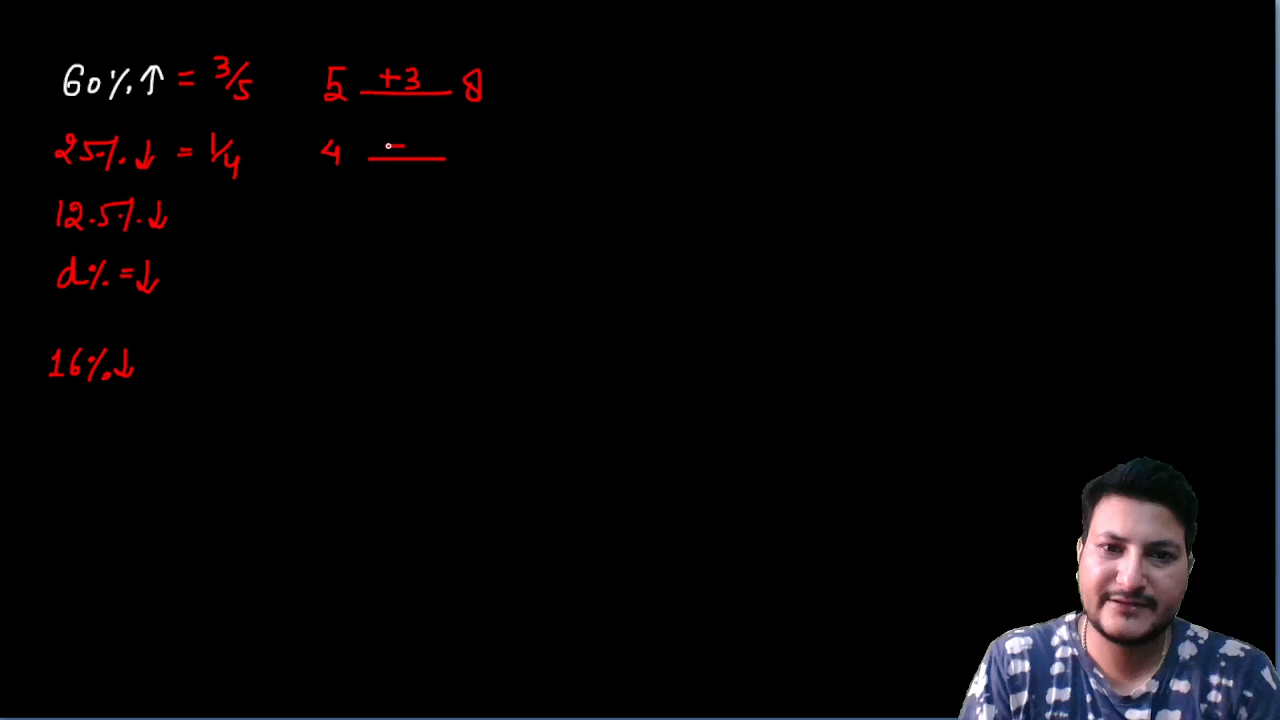 60%↑ = 3/5 5 +3 8
25%↓ = 1/4 4 –
12.5%↓
d% = ↓
16%↓